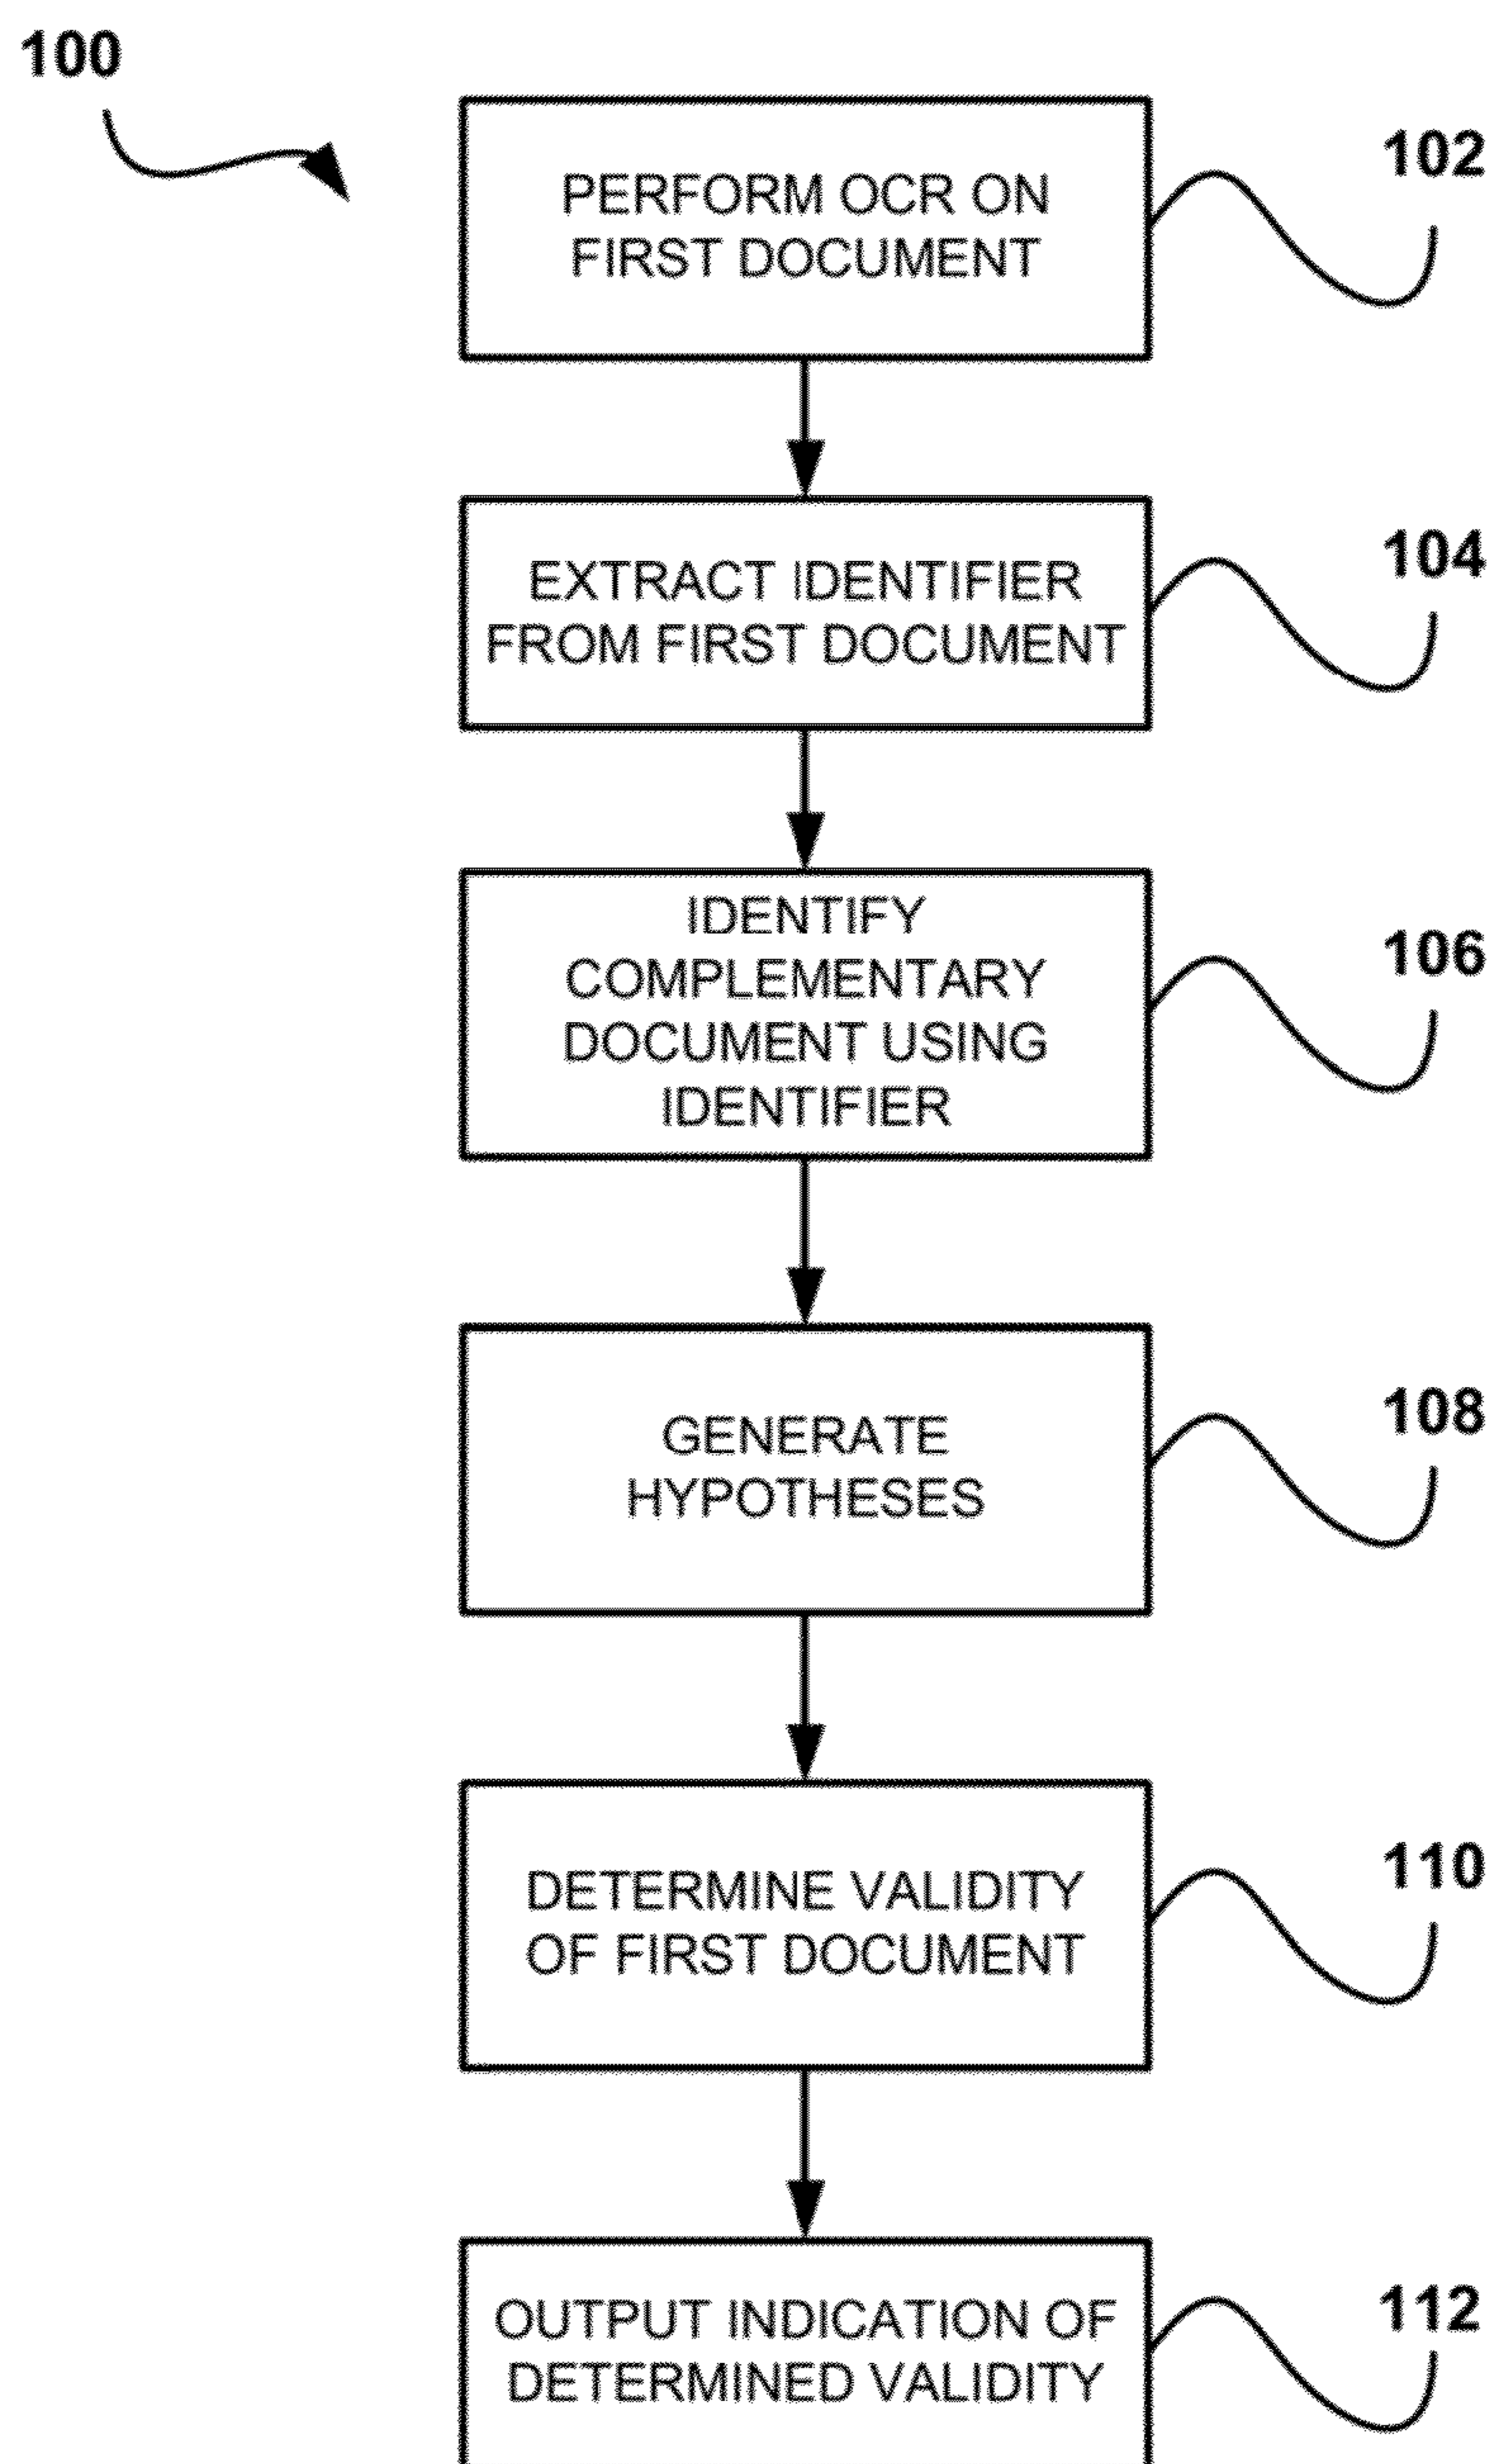 100
PERFORM OCR ON
FIRST DOCUMENT
102
EXTRACT IDENTIFIER
FROM FIRST DOCUMENT
104
IDENTIFY
COMPLEMENTARY
DOCUMENT USING
IDENTIFIER
106
GENERATE
HYPOTHESES
108
DETERMINE VALIDITY
OF FIRST DOCUMENT
110
OUTPUT INDICATION OF
DETERMINED VALIDITY
112